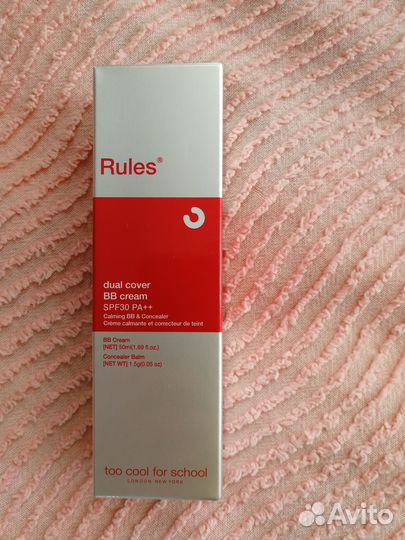 Rules®
dual cover
BB cream
SPF30 PA++
Calming BB & Concealer
Crème calmante et correcteur de teint
BB Cream
[NET] 50ml(1.69 fl.oz.)
Concealer Balm
[NET WT] 1.5g(0.05 oz)
too cool for school
LONDON NEW YORK
Avito